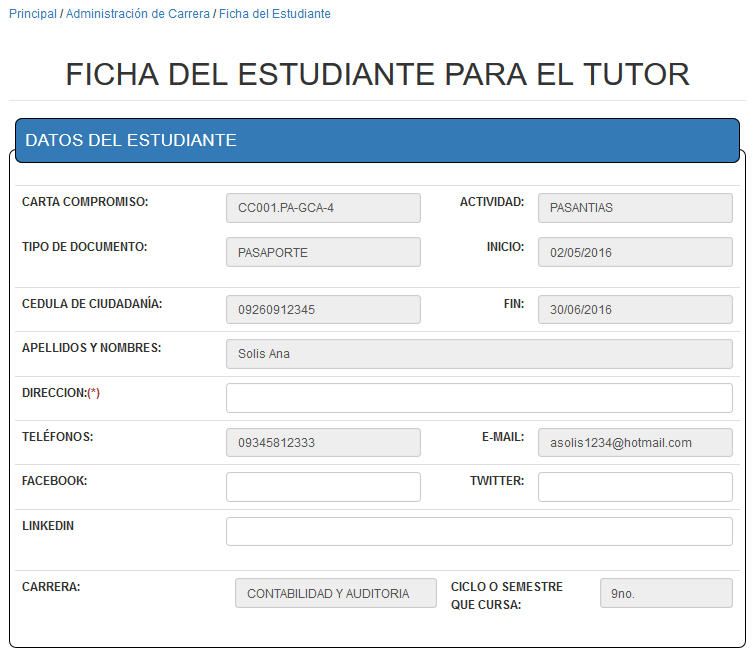 Principal / Administración de Carrera / Ficha del Estudiante
FICHA DEL ESTUDIANTE PARA EL TUTOR
DATOS DEL ESTUDIANTE
CARTA COMPROMISO: CC001.PA-GCA-4 ACTIVIDAD: PASANTIAS
TIPO DE DOCUMENTO: PASAPORTE INICIO: 02/05/2016
CEDULA DE CIUDADANÍA: 09260912345 FIN: 30/06/2016
APELLIDOS Y NOMBRES: Solis Ana
DIRECCION:(*)
TELÉFONOS: 09345812333 E-MAIL: asolis1234@hotmail.com
FACEBOOK: TWITTER:
LINKEDIN
CARRERA: CONTABILIDAD Y AUDITORIA CICLO O SEMESTRE
QUE CURSA: 9no.